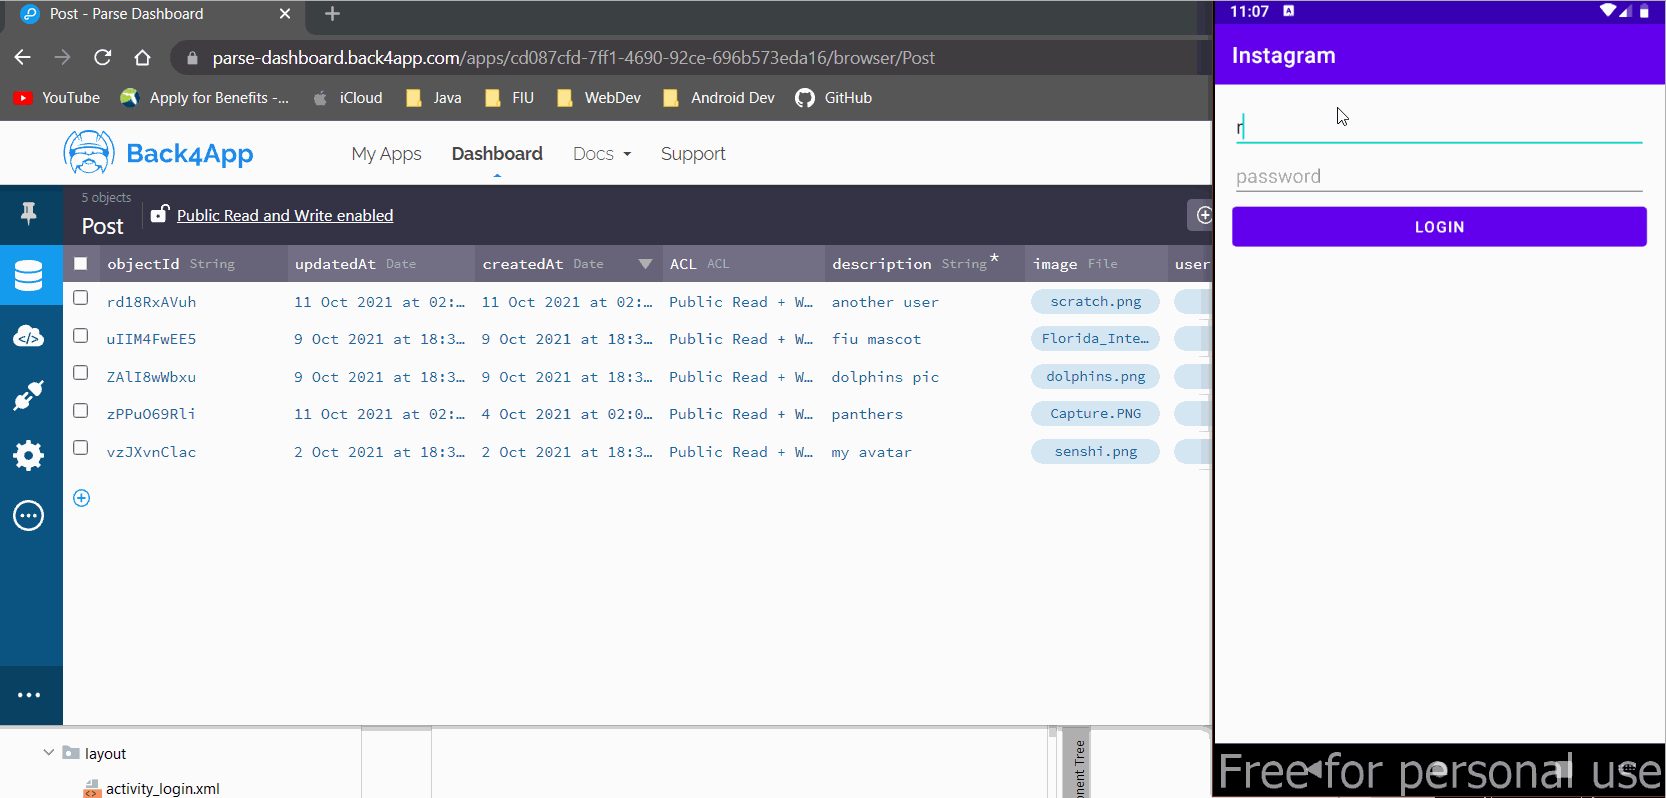 Post - Parse Dashboard
parse-dashboard.back4app.com/apps/cd087cfd-7ff1-4690-92ce-696b573eda16/browser/Post
YouTube Apply for Benefits -... iCloud Java FIU WebDev Android Dev GitHub
Back4App My Apps Dashboard Docs Support
5 objects
Post Public Read and Write enabled
objectId String updatedAt Date createdAt Date ACL ACL description String* image File user
rd18RxAVuh 11 Oct 2021 at 02:… 11 Oct 2021 at 02:… Public Read + W… another user scratch.png
uIIM4FwEE5 9 Oct 2021 at 18:3… 9 Oct 2021 at 18:3… Public Read + W… fiu mascot Florida_Inte…
ZAlI8wWbxu 9 Oct 2021 at 18:3… 9 Oct 2021 at 18:3… Public Read + W… dolphins pic dolphins.png
zPPuO69Rli 11 Oct 2021 at 02:… 4 Oct 2021 at 02:0… Public Read + W… panthers Capture.PNG
vzJXvnClac 2 Oct 2021 at 18:3… 2 Oct 2021 at 18:3… Public Read + W… my avatar senshi.png
layout
activity_login.xml
nent Tree
11:07
Instagram
r
password
LOGIN
Free for personal use